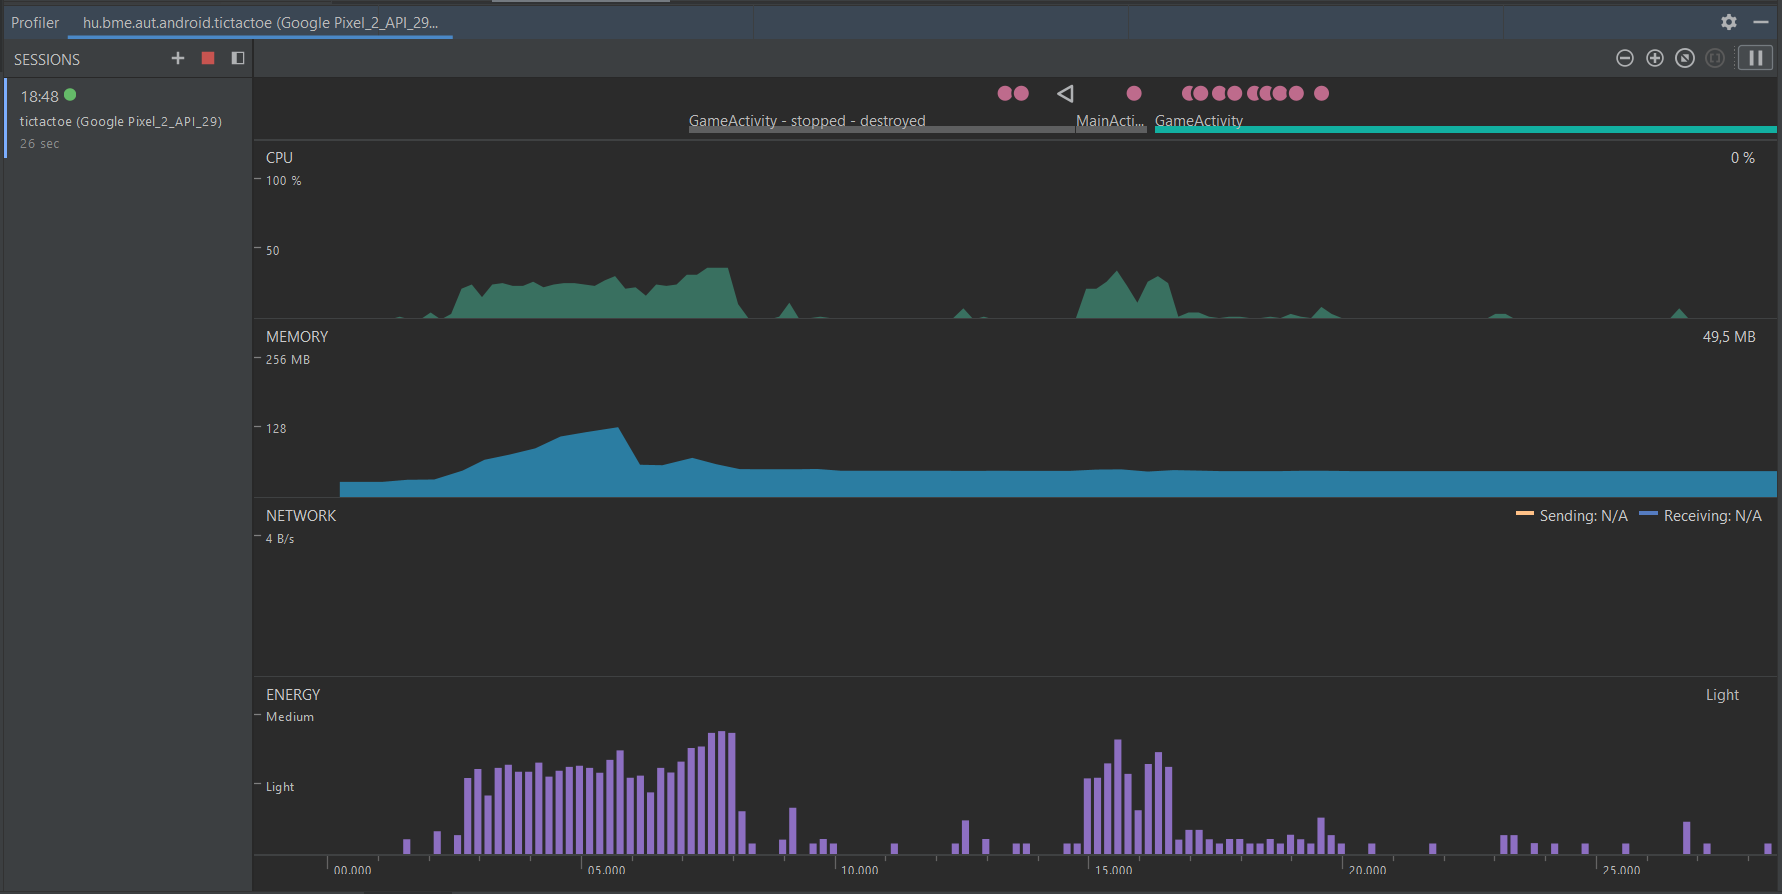 Profiler hu.bme.aut.android.tictactoe (Google Pixel_2_API_29...
SESSIONS
18:48
tictactoe (Google Pixel_2_API_29)
26 sec
GameActivity - stopped - destroyed MainActi... GameActivity
CPU 0 %
100 %
50
MEMORY 49,5 MB
256 MB
128
NETWORK Sending: N/A Receiving: N/A
4 B/s
ENERGY Light
Medium
Light
00.000 05.000 10.000 15.000 20.000 25.000